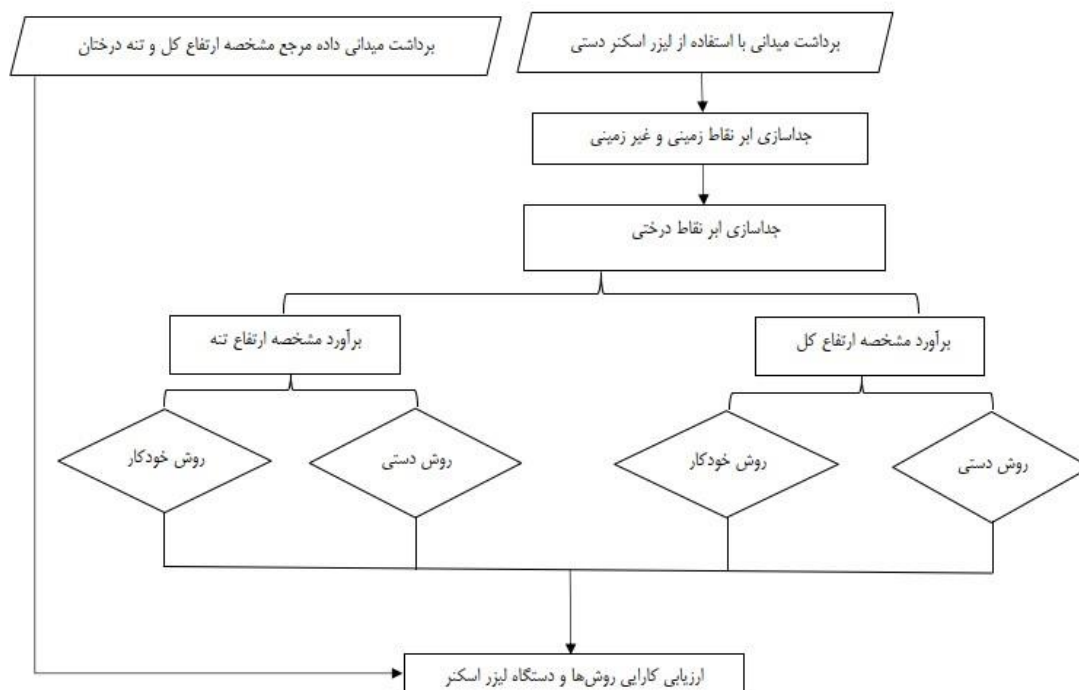 برداشت میدانی با استفاده از لیزر اسکنر دستی
برداشت میدانی داده مرجع مشخصه ارتفاع کل و تنه درختان
جداسازی ابر نقاط زمینی و غیر زمینی
جداسازی ابر نقاط درختی
برآورد مشخصه ارتفاع کل
برآورد مشخصه ارتفاع تنه
روش دستی
روش خودکار
روش دستی
روش خودکار
ارزیابی کارایی روش‌ها و دستگاه لیزر اسکنر